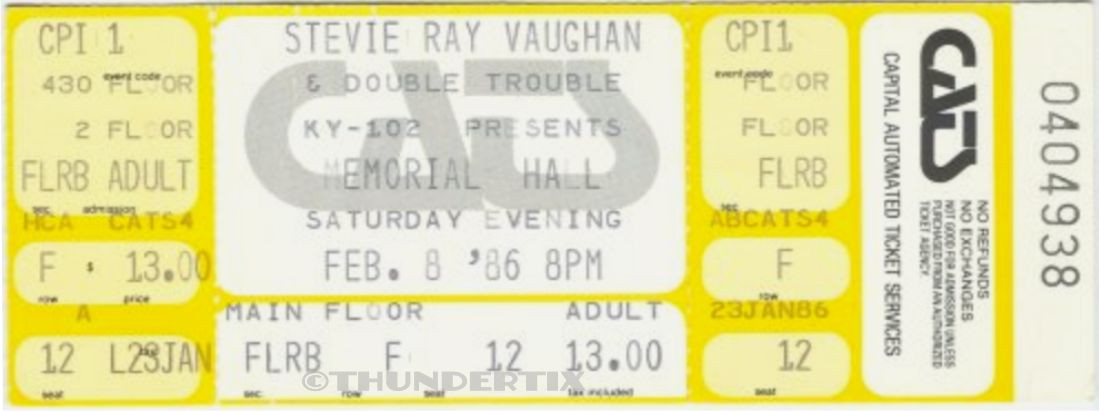 CPI 1
event code
430 FLOOR
2 FLOOR
FLRB ADULT
sec. admission
MCA CATS4
F $ 13.00
row price
A
12 L23JAN
seat
STEVIE RAY VAUGHAN
& DOUBLE TROUBLE
KY-102 PRESENTS
MEMORIAL HALL
SATURDAY EVENING
FEB. 8 '86 8PM
CATS
MAIN FLOOR ADULT
FLRB F 12 13.00
sec. row seat tax included
©THUNDERTIX
CPI1
event code
FLOOR
FLOOR
FLRB
sec
ABCATS4
F
row
23JAN86
12
seat
CATS
CAPITAL AUTOMATED TICKET SERVICES
NO REFUNDS
NO EXCHANGES
NOT GOOD FOR ADMISSION UNLESS
PURCHASED FROM AN AUTHORIZED
TICKET AGENCY
0404938